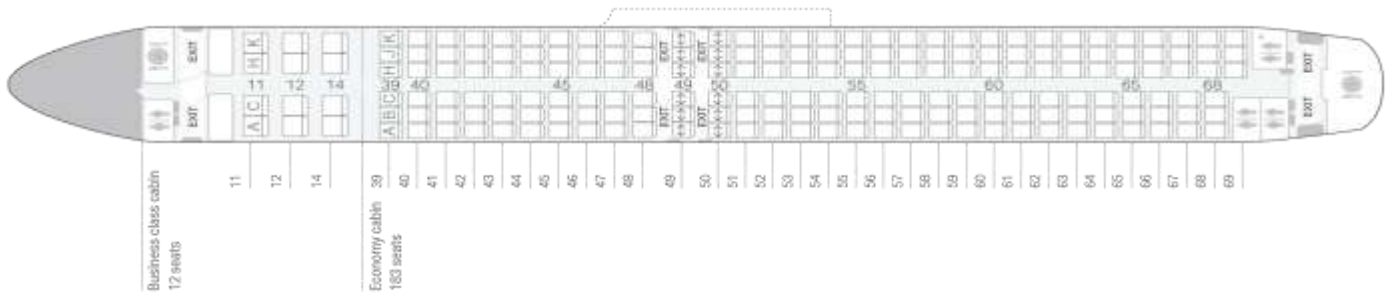 EXIT
EXIT
EXIT
EXIT
H K
H J K
11 12 14 39 40 45 48 49 50 55 60 65 68
A C
A B C
EXIT
EXIT
EXIT
EXIT
11
12
14
39
40
41
42
43
44
45
46
47
48
49
50
51
52
53
54
55
56
57
58
59
60
61
62
63
64
65
66
67
68
69
Business class cabin
12 seats
Economy cabin
183 seats